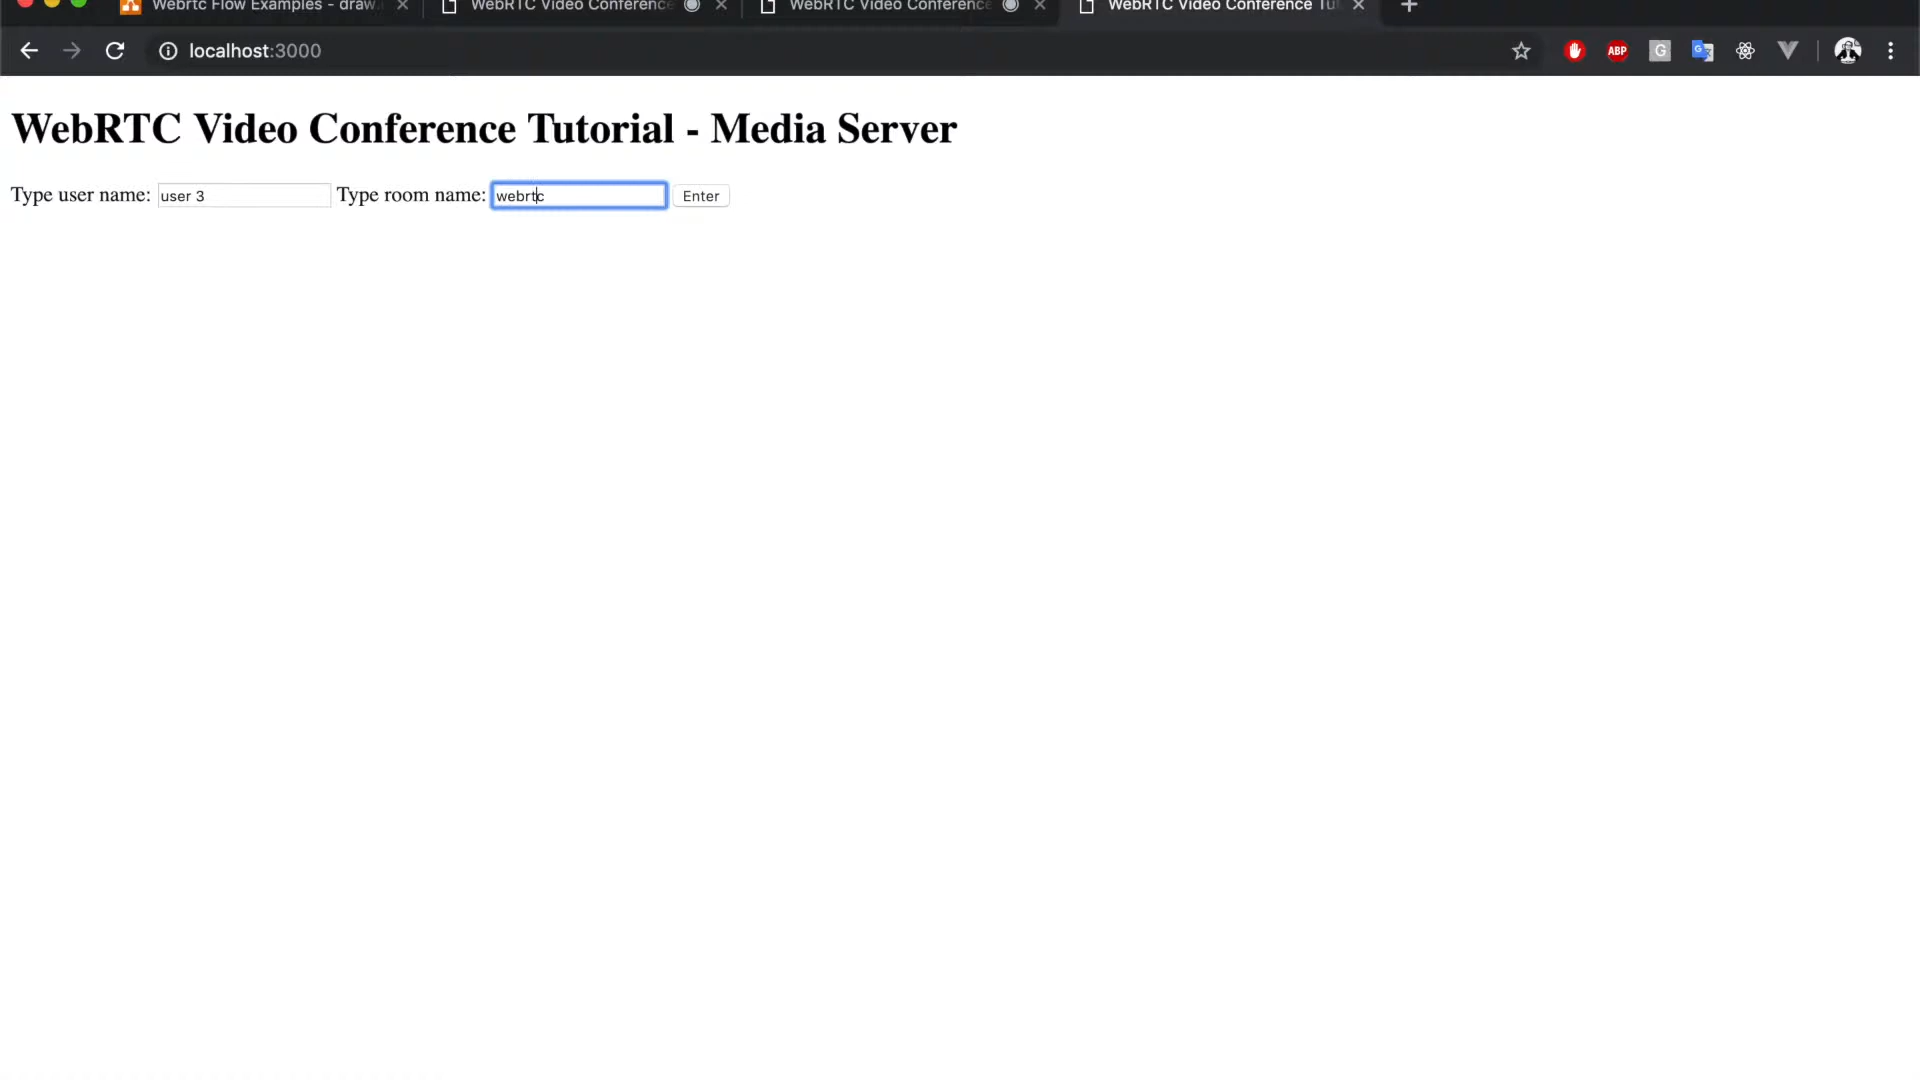 Webrtc Flow Examples - draw. WebRTC Video Conference WebRTC Video Conference WebRTC Video Conference Tut
localhost:3000 ABP G G
WebRTC Video Conference Tutorial - Media Server
Type user name: user 3 Type room name: webrtc Enter